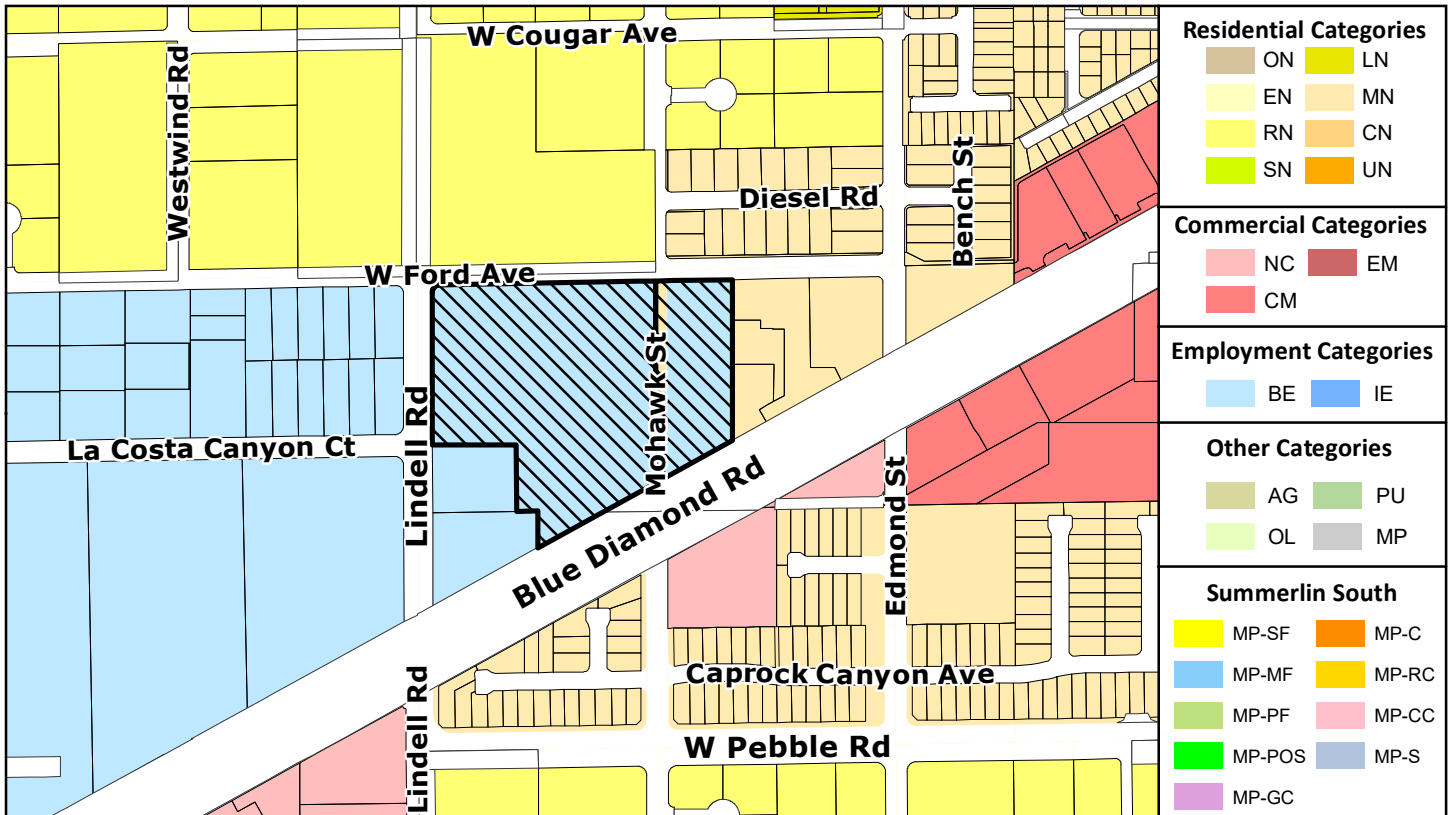 W Cougar Ave
Westwind Rd
Bench St
Diesel Rd
W Ford Ave
Mohawk St
Lindell Rd
La Costa Canyon Ct
Blue Diamond Rd
Edmond St
Lindell Rd
Caprock Canyon Ave
W Pebble Rd
Residential Categories
ON LN
EN MN
RN CN
SN UN
Commercial Categories
NC EM
CM
Employment Categories
BE IE
Other Categories
AG PU
OL MP
Summerlin South
MP-SF MP-C
MP-MF MP-RC
MP-PF MP-CC
MP-POS MP-S
MP-GC